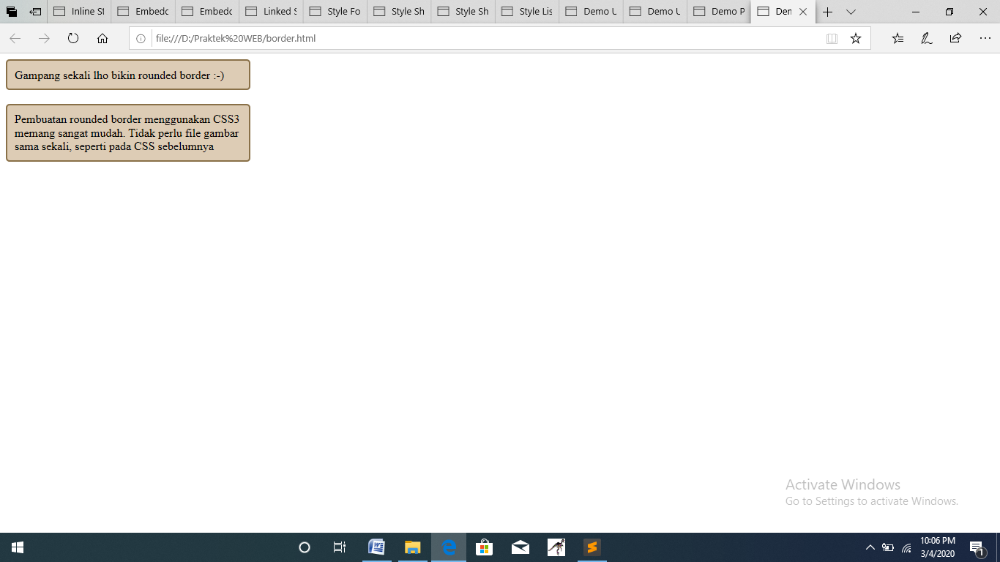 Inline St
Embedd
Embedd
Linked S
Style Fo
Style Sh
Style Sh
Style Lis
Demo U
Demo U
Demo P
Den
file:///D:/Praktek%20WEB/border.html
Gampang sekali lho bikin rounded border :-)
Pembuatan rounded border menggunakan CSS3
memang sangat mudah. Tidak perlu file gambar
sama sekali, seperti pada CSS sebelumnya
Activate Windows
Go to Settings to activate Windows.
10:06 PM
3/4/2020
1